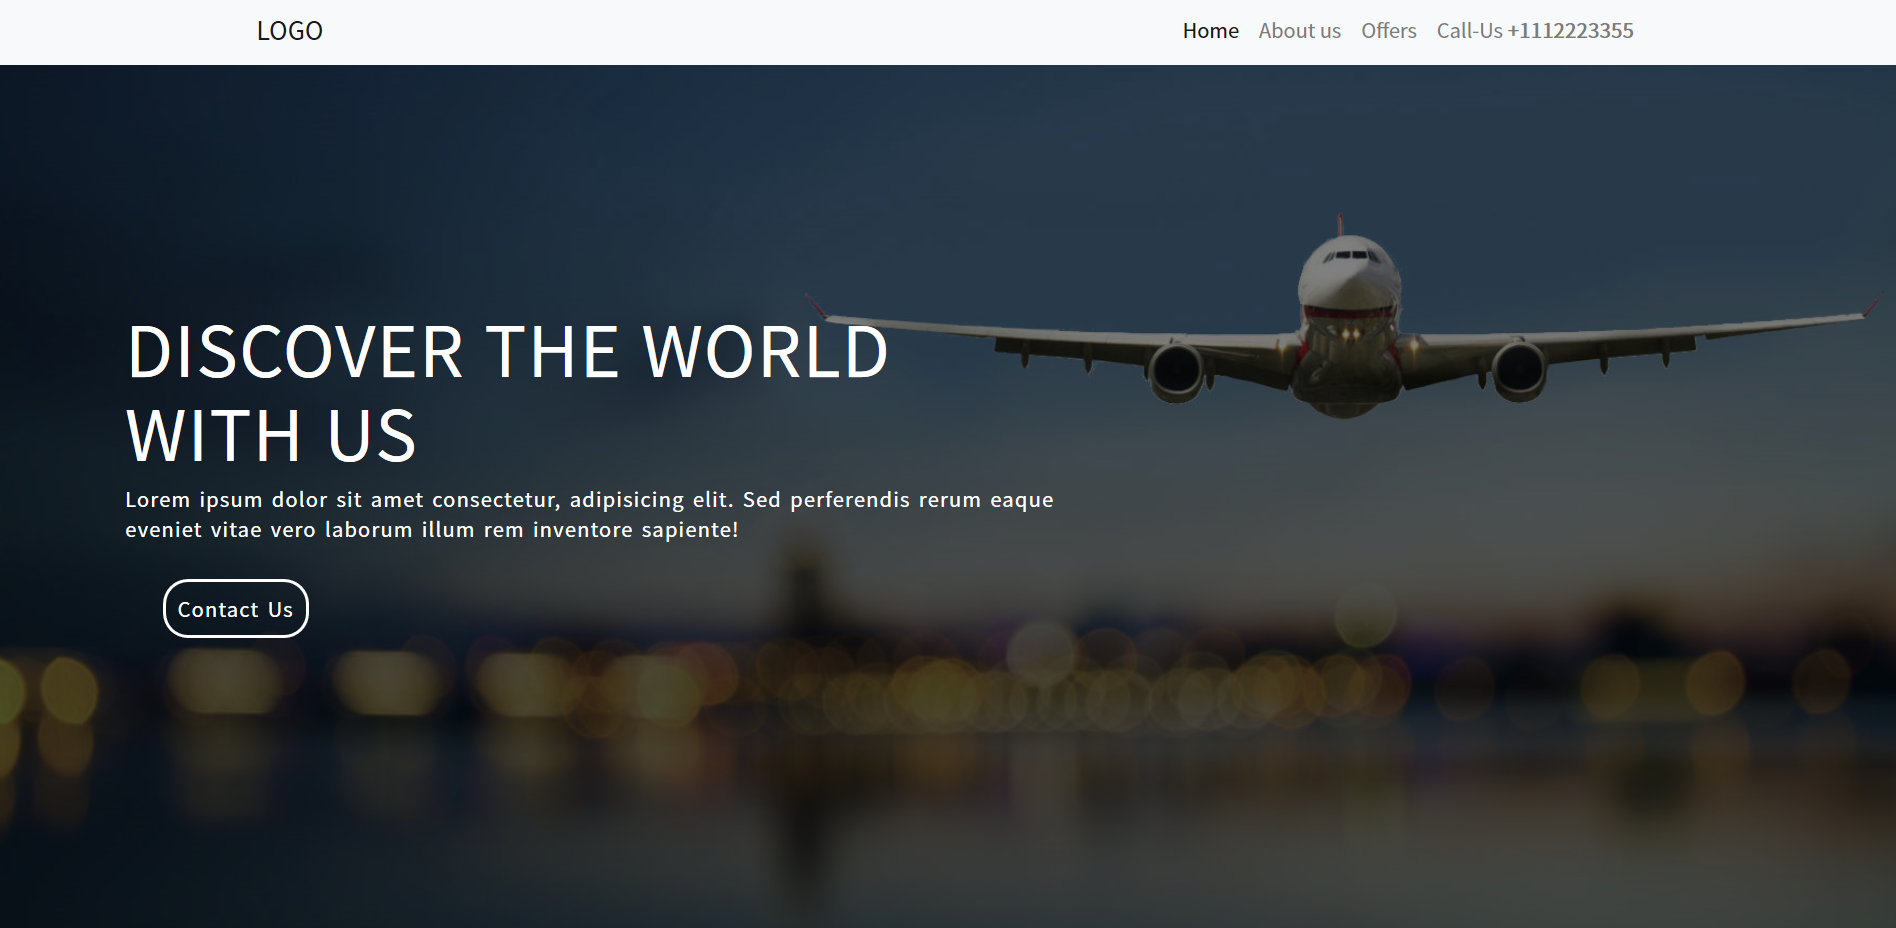 LOGO
Home About us Offers Call-Us +1112223355
DISCOVER THE WORLD
WITH US
Lorem ipsum dolor sit amet consectetur, adipisicing elit. Sed perferendis rerum eaque
eveniet vitae vero laborum illum rem inventore sapiente!
Contact Us